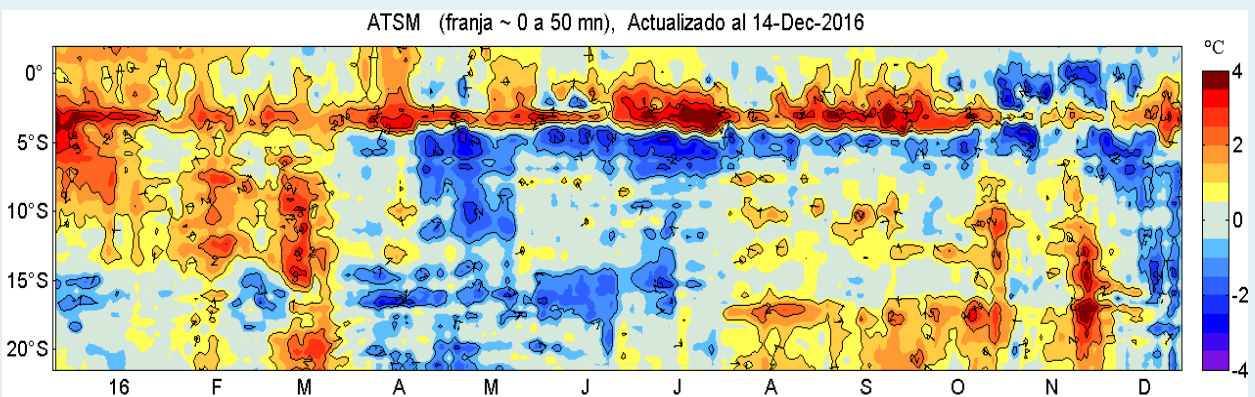 ATSM (franja ~ 0 a 50 mn), Actualizado al 14-Dec-2016
°C
0°
5°S
10°S
15°S
20°S
4
2
0
-2
-4
16 F M A M J J A S O N D